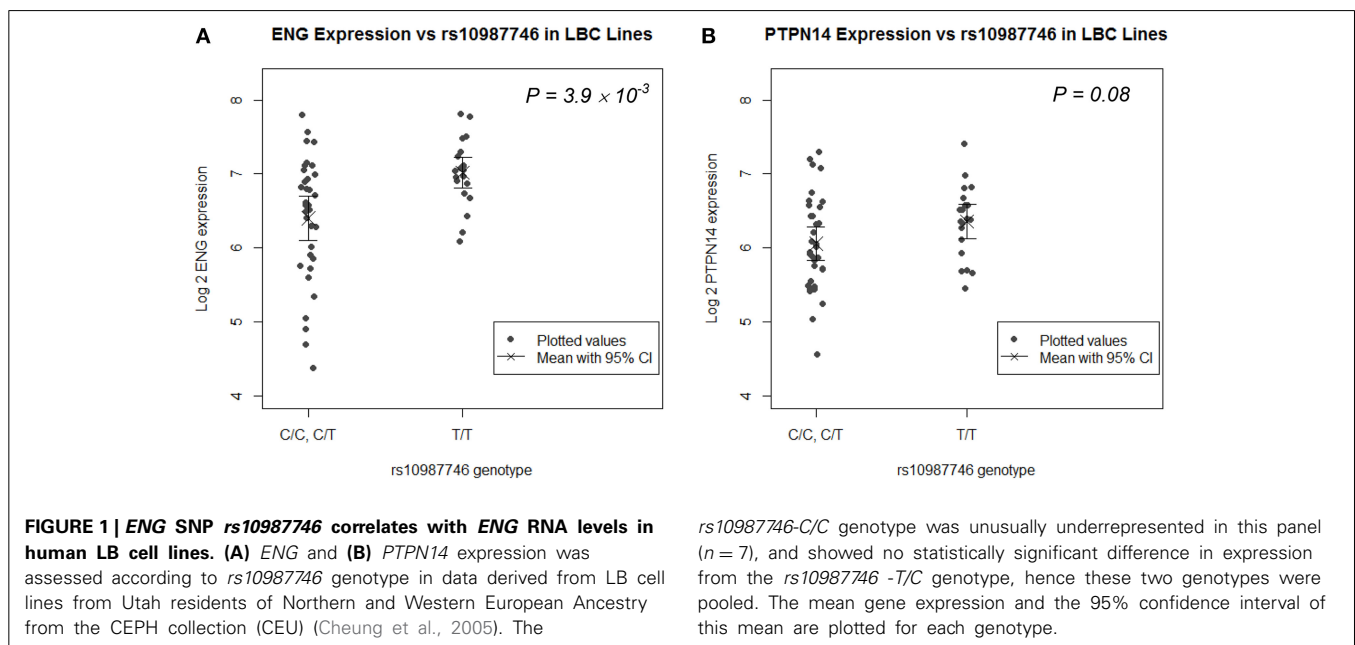 A
ENG Expression vs rs10987746 in LBC Lines
P = 3.9 × 10⁻³
8
7
6
5
4
Log 2 ENG expression
Plotted values
Mean with 95% CI
C/C, C/T
T/T
rs10987746 genotype
B
PTPN14 Expression vs rs10987746 in LBC Lines
P = 0.08
8
7
6
5
4
Log 2 PTPN14 expression
Plotted values
Mean with 95% CI
C/C, C/T
T/T
rs10987746 genotype
FIGURE 1 | ENG SNP rs10987746 correlates with ENG RNA levels in
human LB cell lines. (A) ENG and (B) PTPN14 expression was
assessed according to rs10987746 genotype in data derived from LB cell
lines from Utah residents of Northern and Western European Ancestry
from the CEPH collection (CEU) (Cheung et al., 2005). The
rs10987746-C/C genotype was unusually underrepresented in this panel
(n = 7), and showed no statistically significant difference in expression
from the rs10987746 -T/C genotype, hence these two genotypes were
pooled. The mean gene expression and the 95% confidence interval of
this mean are plotted for each genotype.